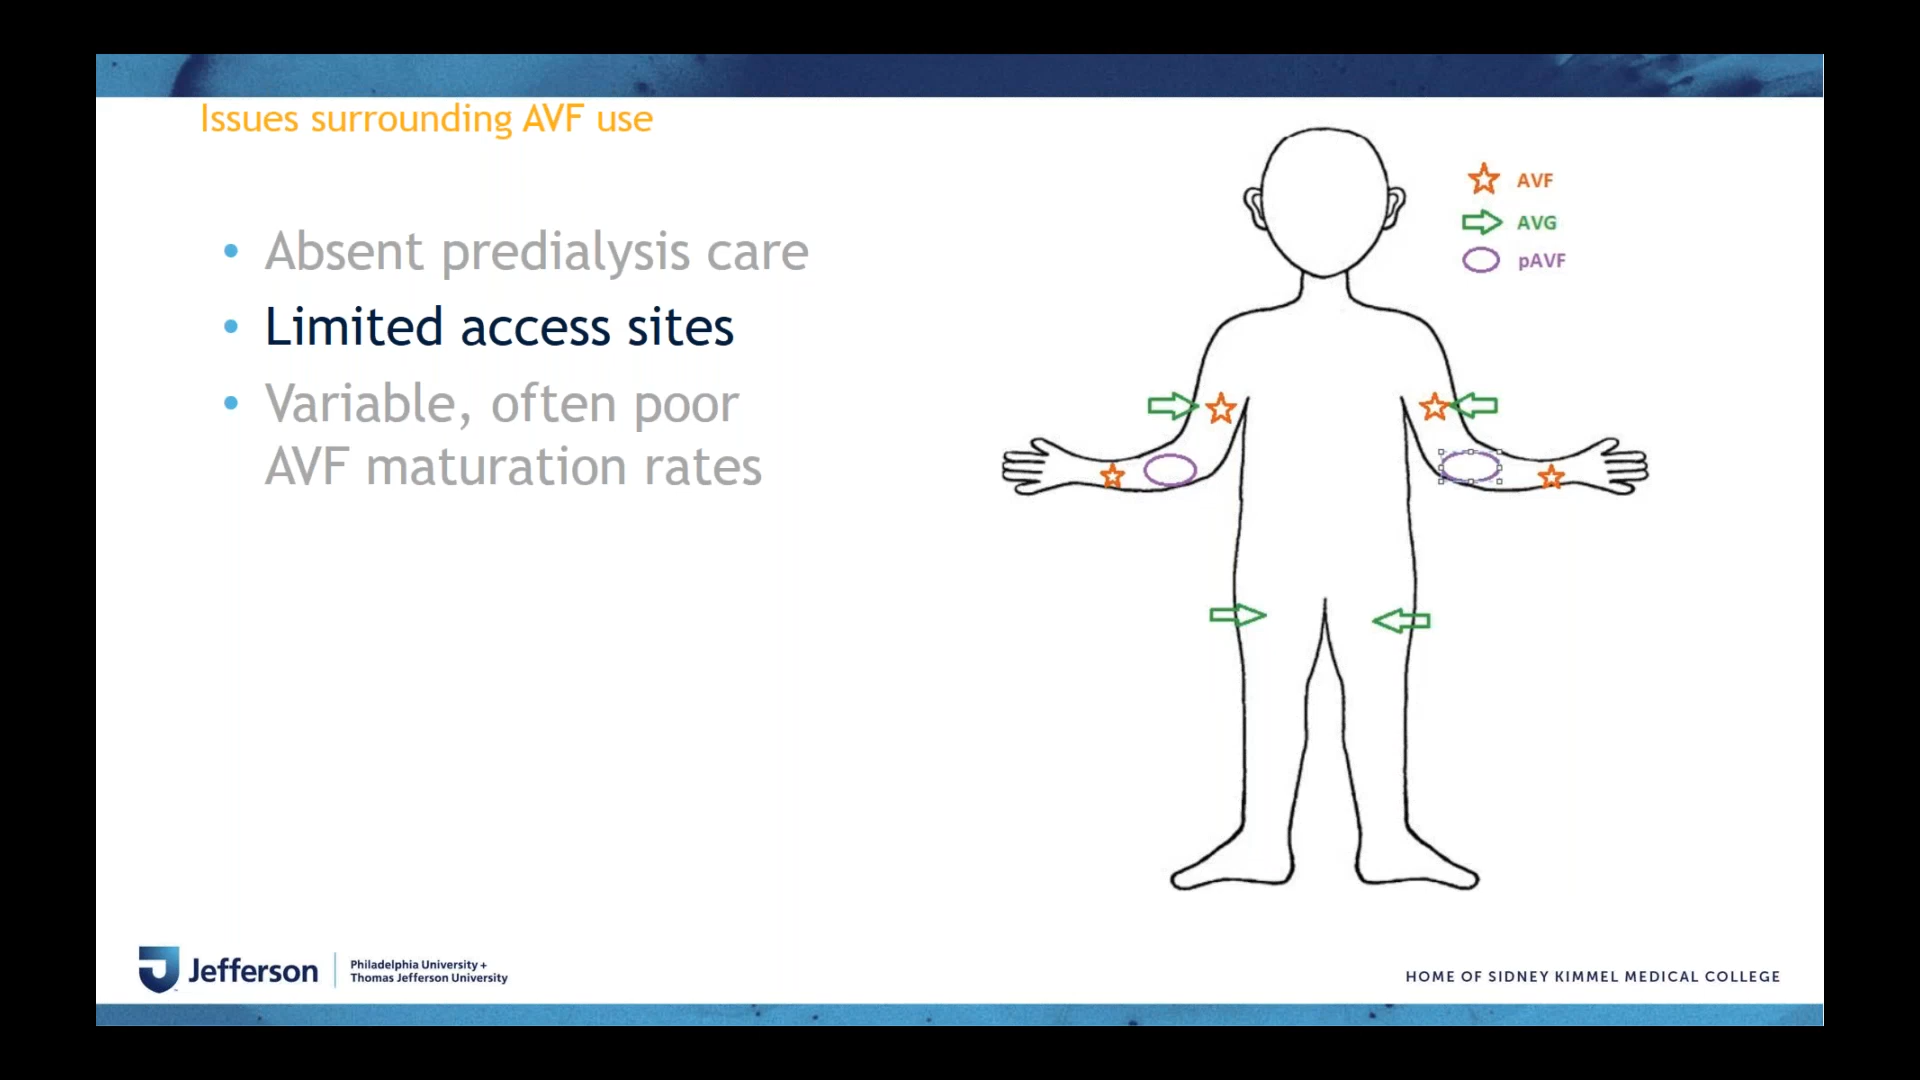 Issues surrounding AVF use
• Absent predialysis care
• Limited access sites
• Variable, often poor
AVF maturation rates
AVF
AVG
pAVF
Jefferson
Philadelphia University +
Thomas Jefferson University
HOME OF SIDNEY KIMMEL MEDICAL COLLEGE